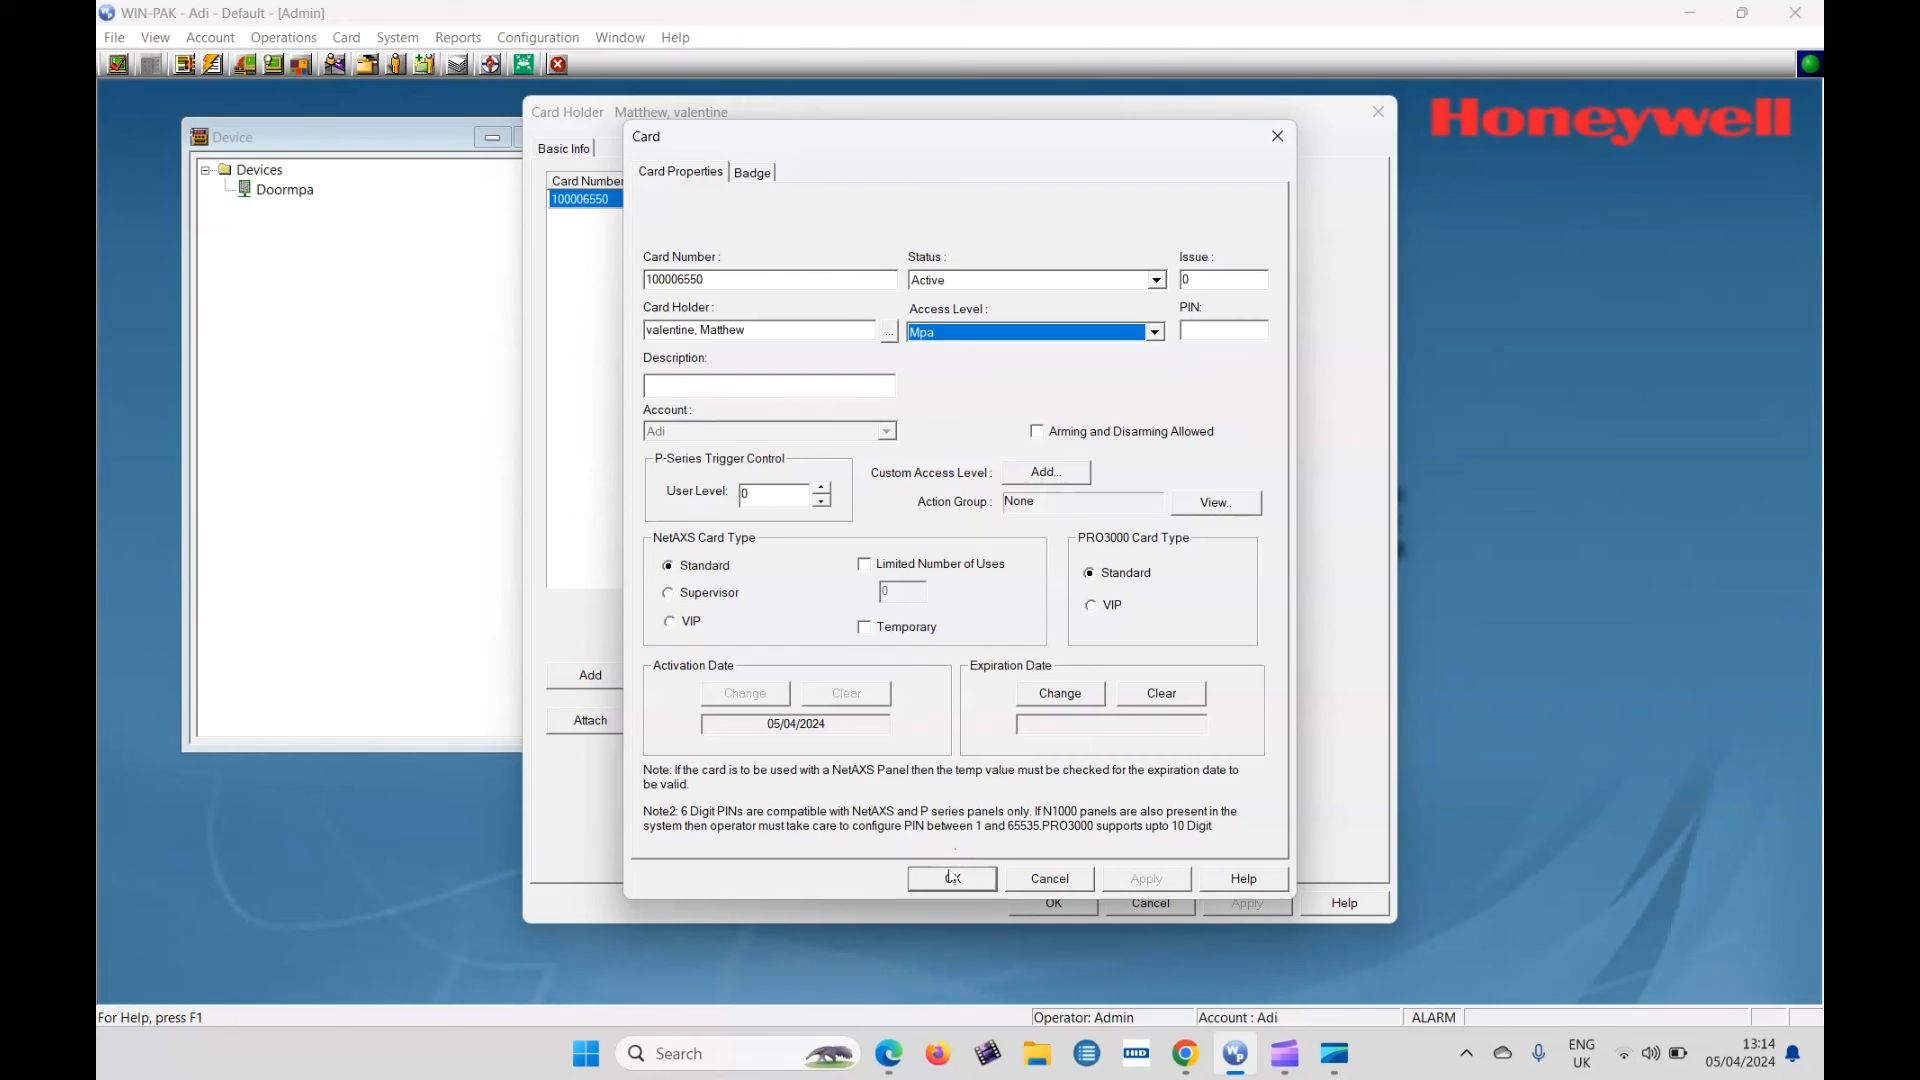 WIN-PAK - Adi - Default - [Admin]
File View Account Operations Card System Reports Configuration Window Help
Honeywell
Device
Devices
Doormpa
Card Holder Matthew, valentine
Basic Info
Card Number
100006550
Add
Attach
Card
Card Properties Badge
Card Number : Status : Issue :
100006550 Active 0
Card Holder : Access Level : PIN:
valentine, Matthew ... Mpa
Description:
Account :
Adi Arming and Disarming Allowed
P-Series Trigger Control
User Level: 0
Custom Access Level : Add...
Action Group : None View..
NetAXS Card Type PRO3000 Card Type
Standard Limited Number of Uses Standard
Supervisor 0
VIP Temporary VIP
Activation Date Expiration Date
Change Clear Change Clear
05/04/2024
Note: If the card is to be used with a NetAXS Panel then the temp value must be checked for the expiration date to
be valid.
Note2: 6 Digit PINs are compatible with NetAXS and P series panels only. If N1000 panels are also present in the
system then operator must take care to configure PIN between 1 and 65535.PRO3000 supports upto 10 Digit
OK Cancel Apply Help
OK Cancel Apply Help
For Help, press F1 Operator: Admin Account : Adi ALARM
Search HID Wp ENG 13:14
UK 05/04/2024